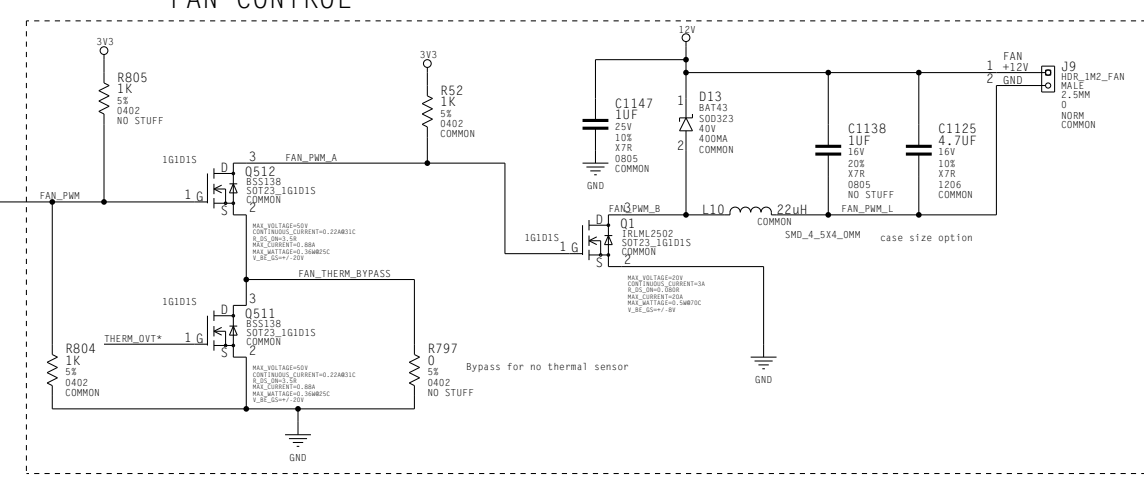 FAN CONTROL
3V3
R805
1K
5%
0402
NO STUFF
3V3
R52
1K
5%
0402
COMMON
12V
C1147
1UF
25V
10%
X7R
0805
COMMON
GND
1
D13
BAT43
SOD323
40V
400MA
COMMON
2
C1138
1UF
16V
20%
X7R
0805
NO STUFF
C1125
4.7UF
16V
10%
X7R
1206
COMMON
FAN
1 +12V
2 GND
J9
HDR_1M2_FAN
MALE
2.5MM
0
NORM
COMMON
FAN_PWM
1G1D1S
3
D
1 G
S
2
Q512
BSS138
SOT23_1G1D1S
COMMON
FAN_PWM_A
MAX_VOLTAGE=50V
CONTINUOUS_CURRENT=0.22A@31C
R_DS_ON=3.5R
MAX_CURRENT=0.88A
MAX_WATTAGE=0.36W@25C
V_BE_GS=+/-20V
FAN_THERM_BYPASS
1G1D1S
3
D
1 G
S
2
Q511
BSS138
SOT23_1G1D1S
COMMON
THERM_OVT*
MAX_VOLTAGE=50V
CONTINUOUS_CURRENT=0.22A@31C
R_DS_ON=3.5R
MAX_CURRENT=0.88A
MAX_WATTAGE=0.36W@25C
V_BE_GS=+/-20V
R804
1K
5%
0402
COMMON
R797
0
5%
0402
NO STUFF
Bypass for no thermal sensor
GND
FAN_PWM_B
1G1D1S
3
D
1 G
S
2
Q1
IRLML2502
SOT23_1G1D1S
COMMON
MAX_VOLTAGE=20V
CONTINUOUS_CURRENT=3A
R_DS_ON=0.080R
MAX_CURRENT=20A
MAX_WATTAGE=0.5W@70C
V_BE_GS=+/-8V
L10 22uH
COMMON
FAN_PWM_L
SMD_4_5X4_0MM
case size option
GND